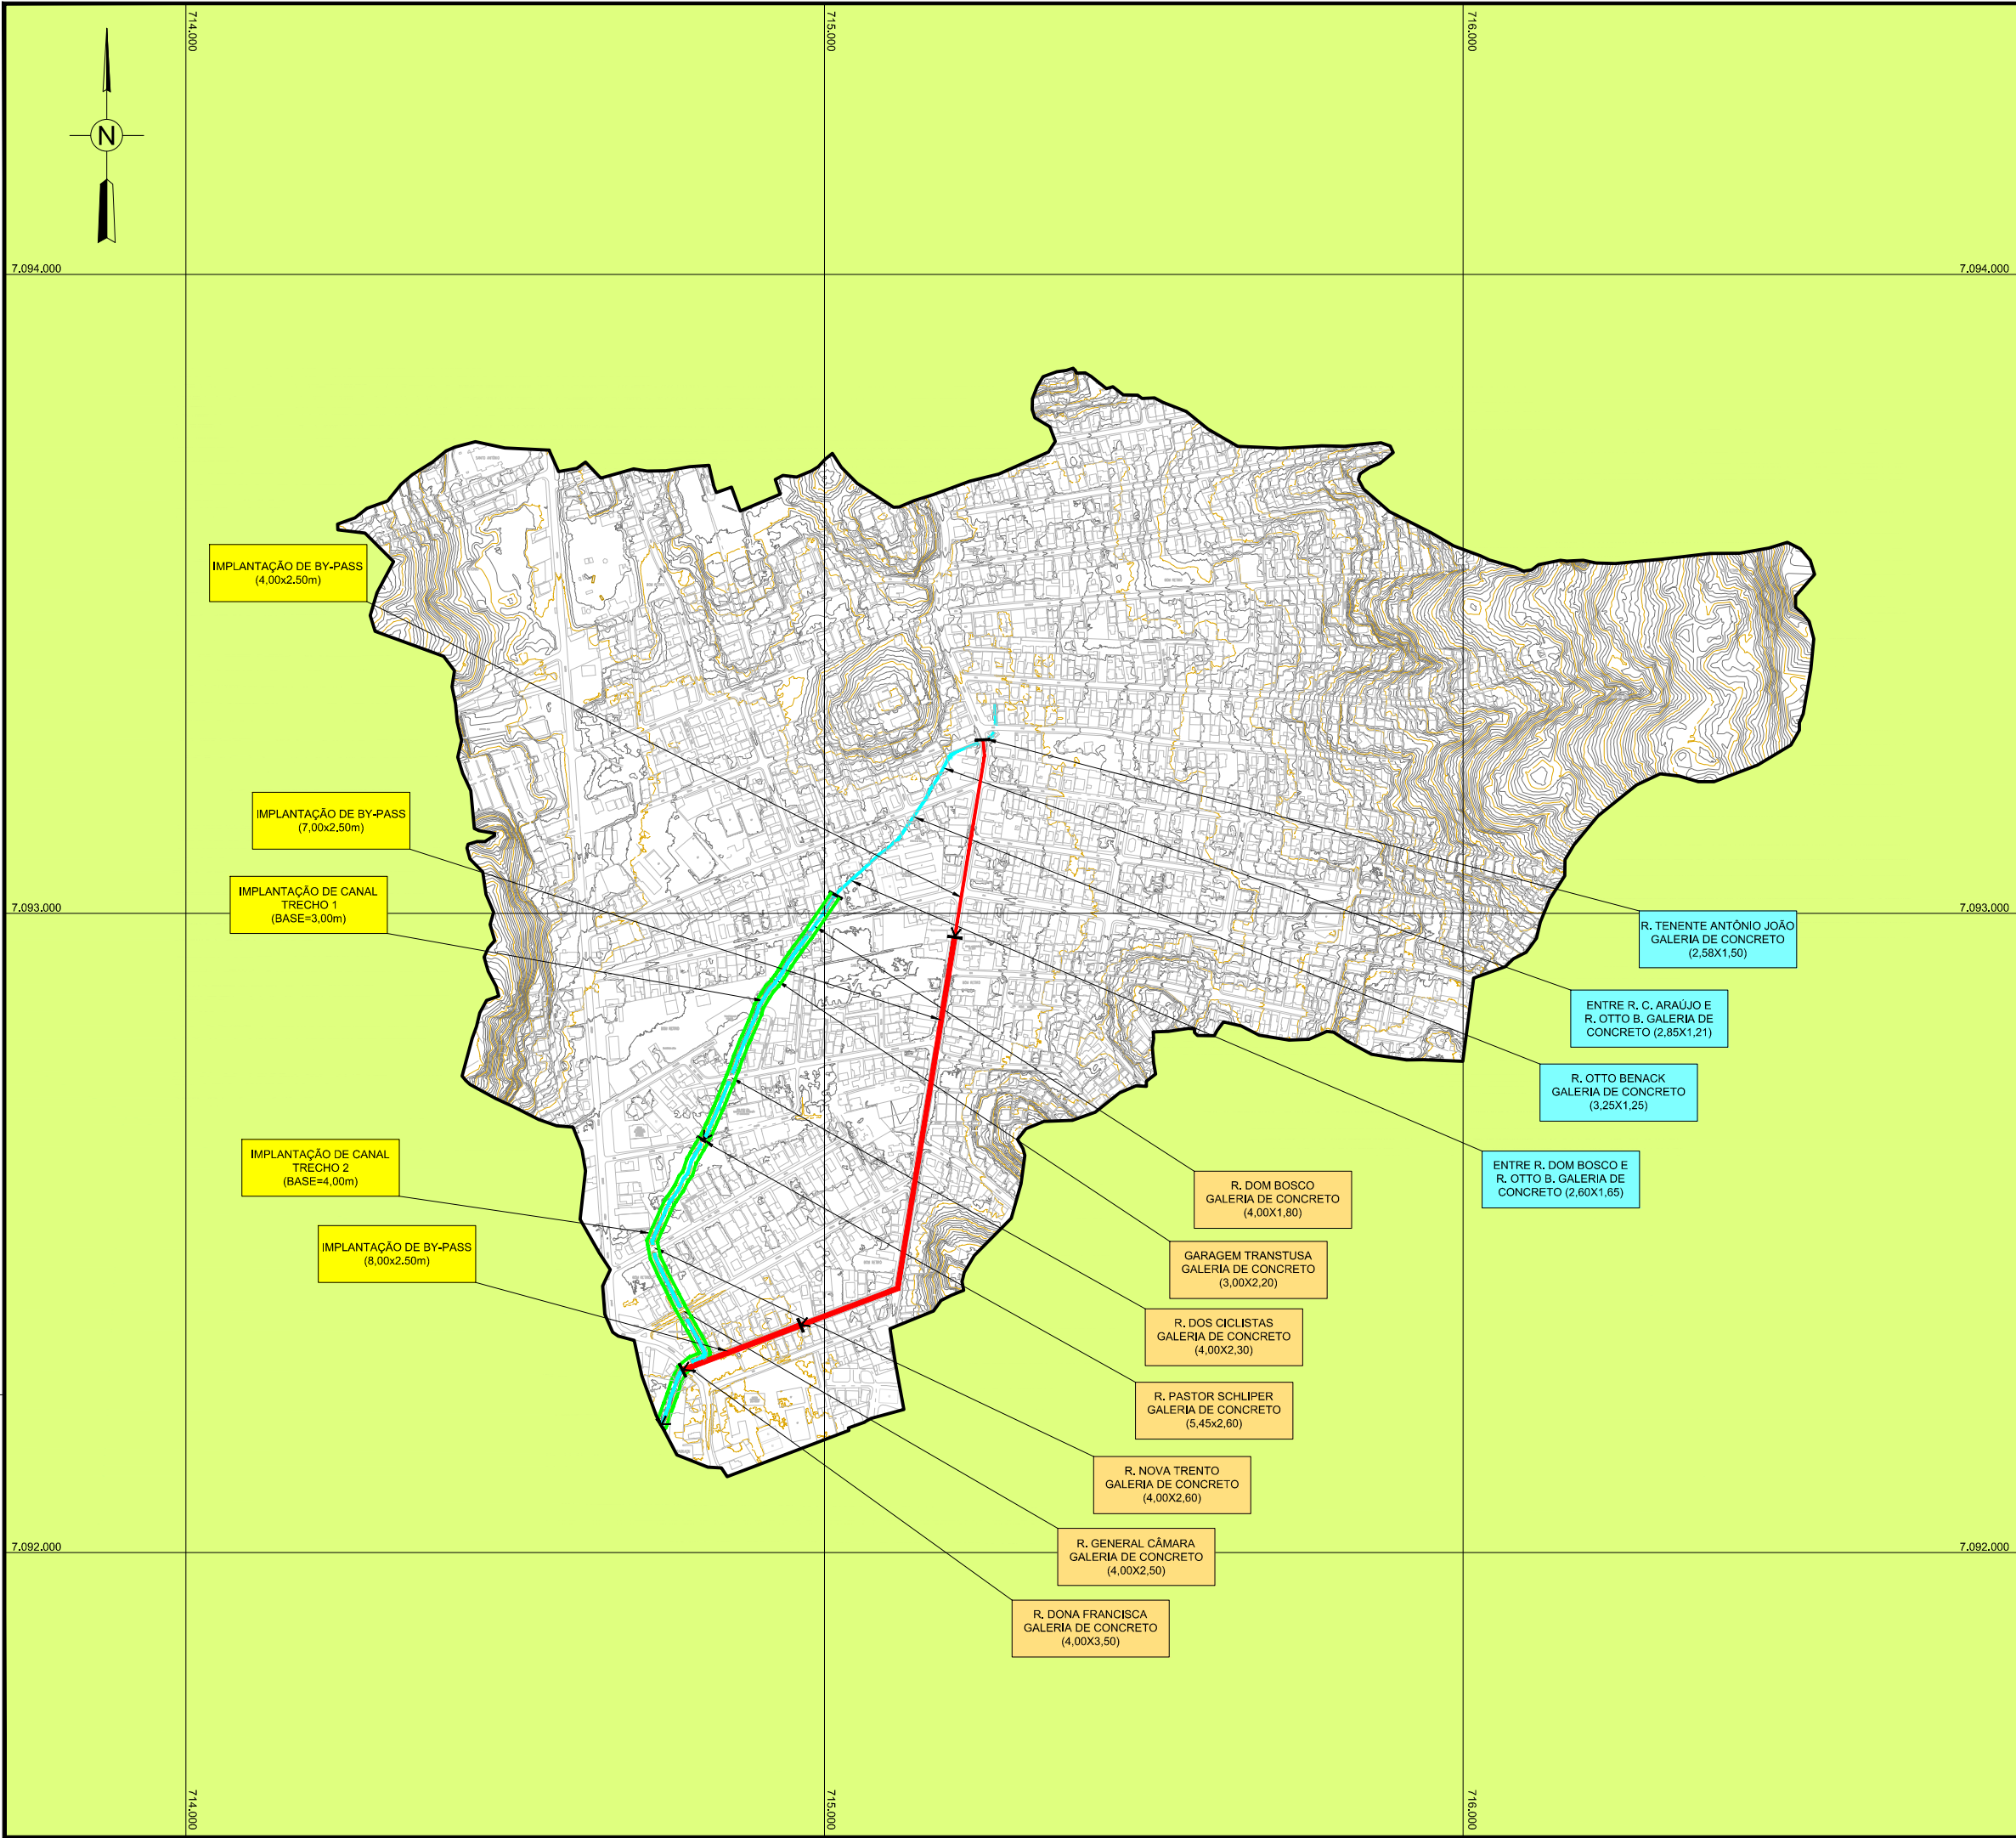 714.000
715.000
716.000
N
7.094.000
7.094.000
IMPLANTAÇÃO DE BY-PASS
(4,00x2.50m)
IMPLANTAÇÃO DE BY-PASS
(7,00x2.50m)
IMPLANTAÇÃO DE CANAL
TRECHO 1
(BASE=3,00m)
7.093.000
7.093.000
R. TENENTE ANTÔNIO JOÃO
GALERIA DE CONCRETO
(2,58X1,50)
ENTRE R. C. ARAÚJO E
R. OTTO B. GALERIA DE
CONCRETO (2,85X1,21)
R. OTTO BENACK
GALERIA DE CONCRETO
(3,25X1,25)
ENTRE R. DOM BOSCO E
R. OTTO B. GALERIA DE
CONCRETO (2,60X1,65)
IMPLANTAÇÃO DE CANAL
TRECHO 2
(BASE=4,00m)
IMPLANTAÇÃO DE BY-PASS
(8,00x2.50m)
R. DOM BOSCO
GALERIA DE CONCRETO
(4,00X1,80)
GARAGEM TRANSTUSA
GALERIA DE CONCRETO
(3,00X2,20)
R. DOS CICLISTAS
GALERIA DE CONCRETO
(4,00X2,30)
R. PASTOR SCHLIPER
GALERIA DE CONCRETO
(5,45x2,60)
R. NOVA TRENTO
GALERIA DE CONCRETO
(4,00X2,60)
R. GENERAL CÂMARA
GALERIA DE CONCRETO
(4,00X2,50)
R. DONA FRANCISCA
GALERIA DE CONCRETO
(4,00X3,50)
7.092.000
7.092.000
714.000
715.000
716.000